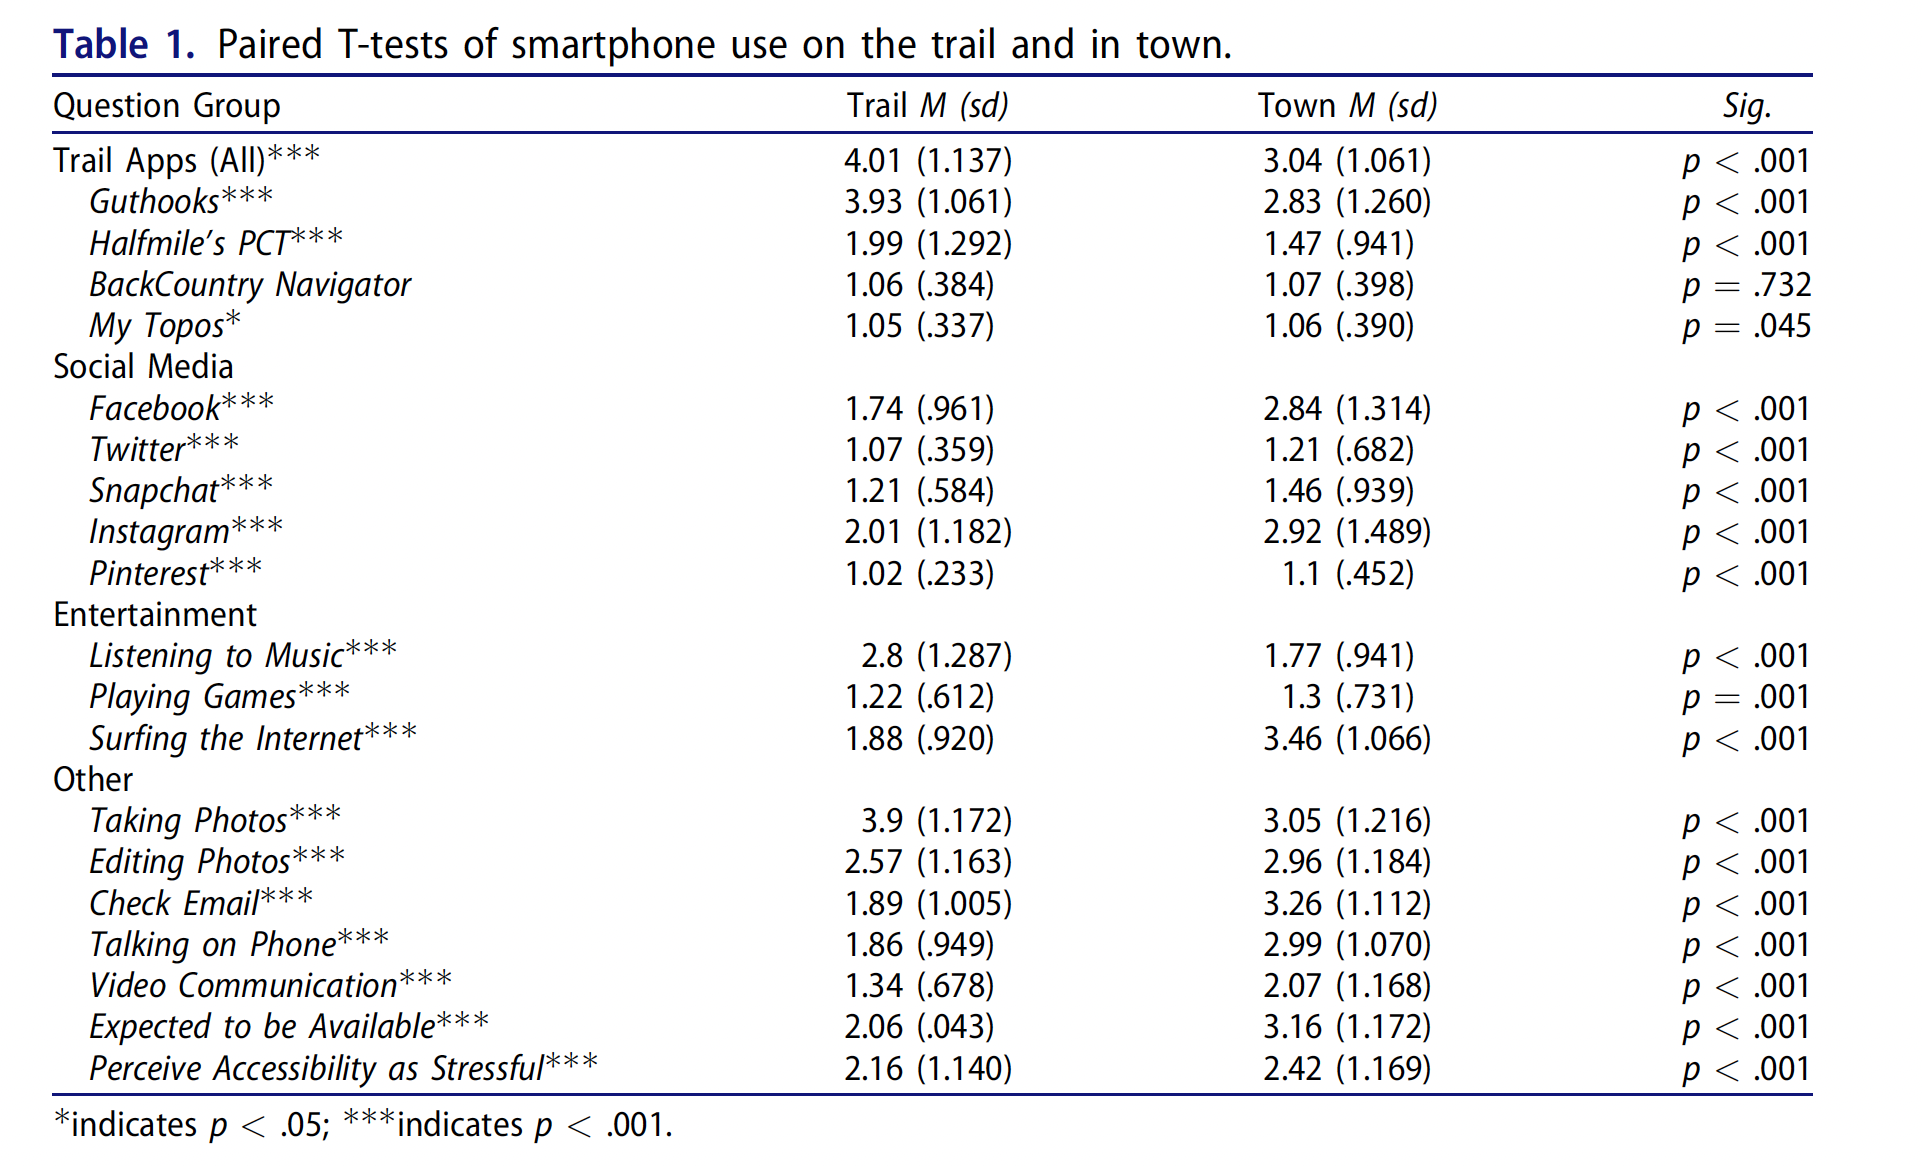 Table 1. Paired T-tests of smartphone use on the trail and in town.
Question Group Trail M (sd) Town M (sd) Sig.
Trail Apps (All)*** 4.01 (1.137) 3.04 (1.061) p < .001
Guthooks*** 3.93 (1.061) 2.83 (1.260) p < .001
Halfmile’s PCT*** 1.99 (1.292) 1.47 (.941) p < .001
BackCountry Navigator 1.06 (.384) 1.07 (.398) p = .732
My Topos* 1.05 (.337) 1.06 (.390) p = .045
Social Media
Facebook*** 1.74 (.961) 2.84 (1.314) p < .001
Twitter*** 1.07 (.359) 1.21 (.682) p < .001
Snapchat*** 1.21 (.584) 1.46 (.939) p < .001
Instagram*** 2.01 (1.182) 2.92 (1.489) p < .001
Pinterest*** 1.02 (.233) 1.1 (.452) p < .001
Entertainment
Listening to Music*** 2.8 (1.287) 1.77 (.941) p < .001
Playing Games*** 1.22 (.612) 1.3 (.731) p = .001
Surfing the Internet*** 1.88 (.920) 3.46 (1.066) p < .001
Other
Taking Photos*** 3.9 (1.172) 3.05 (1.216) p < .001
Editing Photos*** 2.57 (1.163) 2.96 (1.184) p < .001
Check Email*** 1.89 (1.005) 3.26 (1.112) p < .001
Talking on Phone*** 1.86 (.949) 2.99 (1.070) p < .001
Video Communication*** 1.34 (.678) 2.07 (1.168) p < .001
Expected to be Available*** 2.06 (.043) 3.16 (1.172) p < .001
Perceive Accessibility as Stressful*** 2.16 (1.140) 2.42 (1.169) p < .001
*indicates p < .05; ***indicates p < .001.